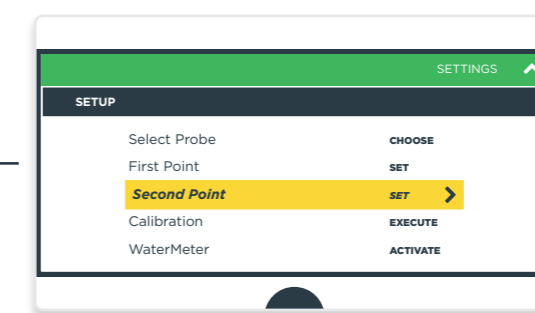 SETTINGS
SETUP
Select Probe CHOOSE
First Point SET
Second Point SET
Calibration EXECUTE
WaterMeter ACTIVATE